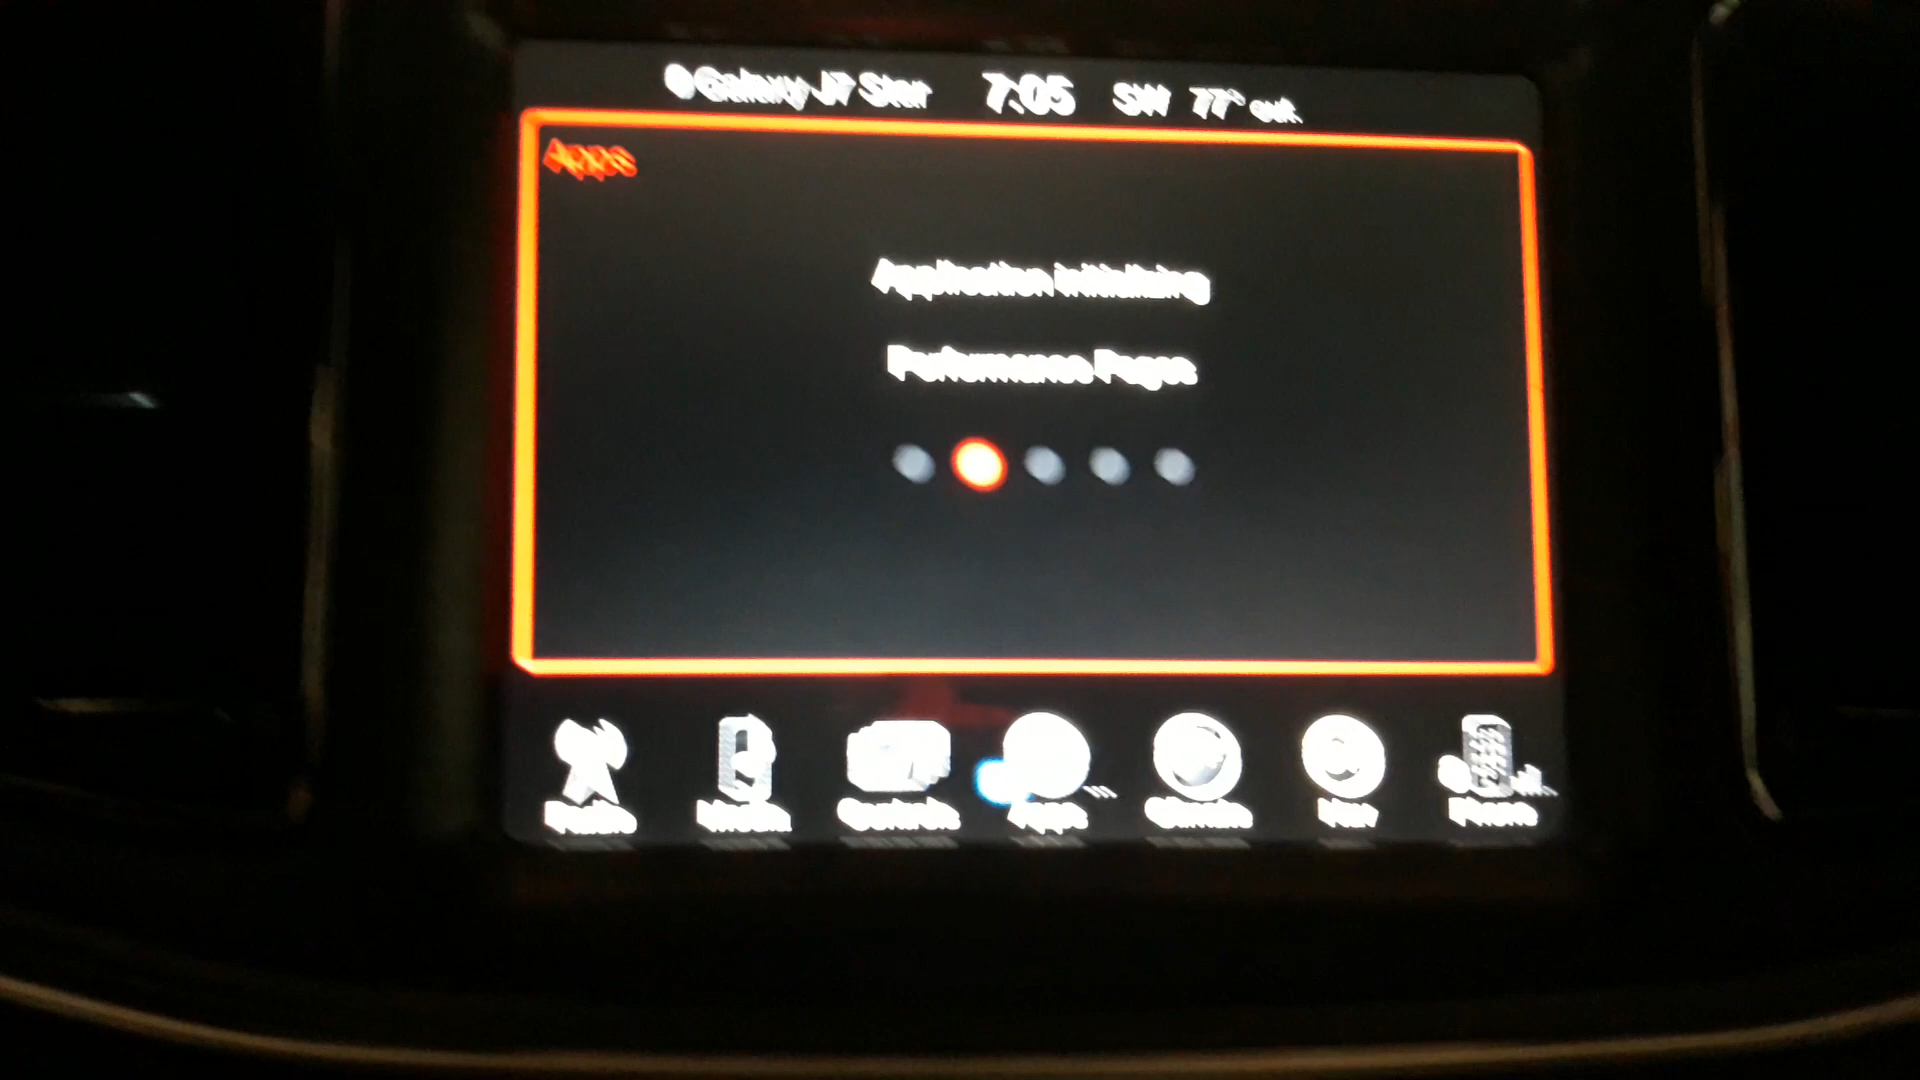 Galaxy J7 Star 7:05 SW 77° out
Apps
Application initializing
Performance Pages
Radio Media Controls Apps Climate Nav Phone